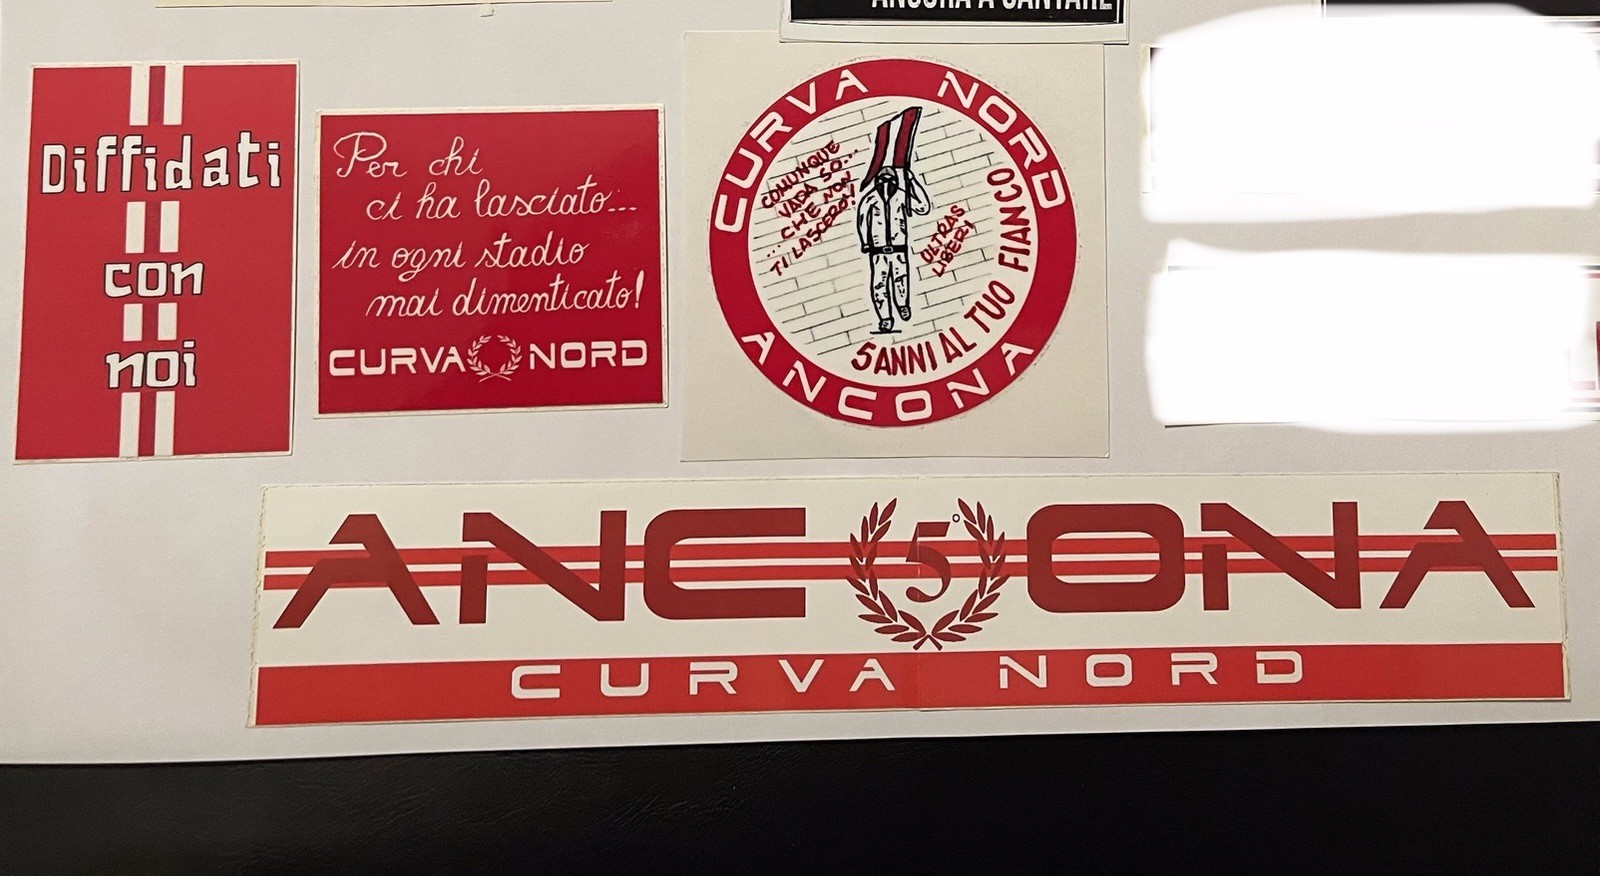 ANCORA A CANTARE
Diffidati
con
noi
Per chi
ci ha lasciato...
in ogni stadio
mai dimenticato!
CURVA NORD
CURVA NORD
COMUNQUE
VADA SO...
...CHE NON
TI LASCERÓ!
ULTRAS
LIBERI
5 ANNI AL TUO FIANCO
ANCONA
ANC 5° ONA
CURVA NORD